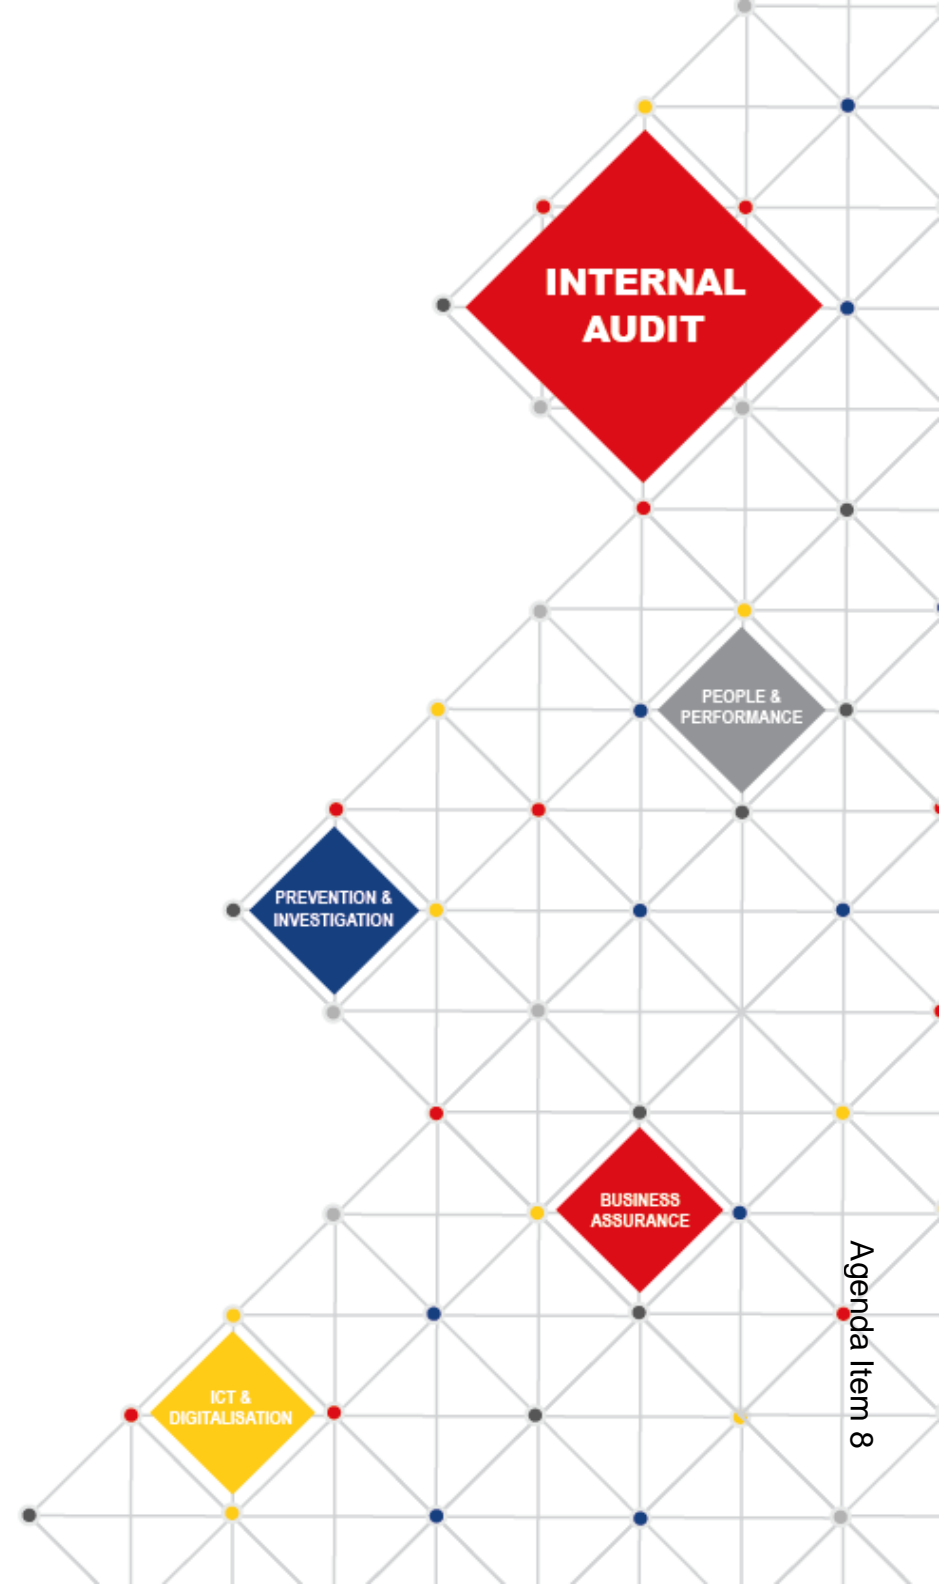 INTERNAL
AUDIT
PEOPLE &
PERFORMANCE
PREVENTION &
INVESTIGATION
BUSINESS
ASSURANCE
Agenda Item 8
ICT &
DIGITALISATION